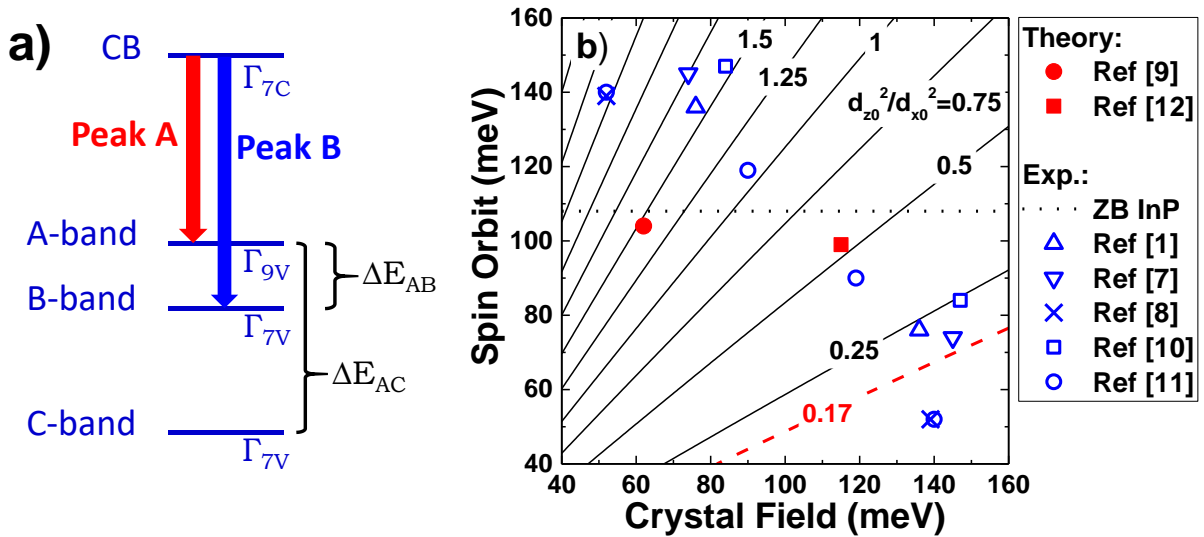 a)
CB
Γ7C
Peak A
Peak B
A-band
Γ9V
ΔEAB
B-band
Γ7V
ΔEAC
C-band
Γ7V
b)
Spin Orbit (meV)
160
140
120
100
80
60
40
40 60 80 100 120 140 160
Crystal Field (meV)
1.5
1.25
1
dz0²/dx0²=0.75
0.5
0.25
0.17
Theory:
Ref [9]
Ref [12]
Exp.:
ZB InP
Ref [1]
Ref [7]
Ref [8]
Ref [10]
Ref [11]